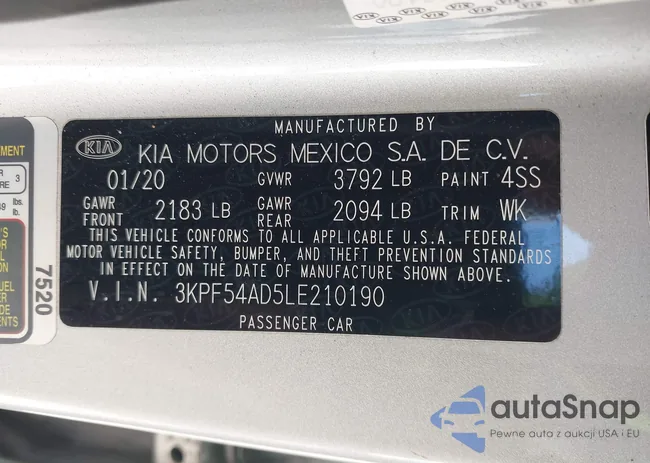 MANUFACTURED BY
KIA KIA MOTORS MEXICO S.A. DE C.V.
01/20 GVWR 3792 LB PAINT 4SS
GAWR FRONT 2183 LB GAWR REAR 2094 LB TRIM WK
THIS VEHICLE CONFORMS TO ALL APPLICABLE U.S.A. FEDERAL
MOTOR VEHICLE SAFETY, BUMPER, AND THEFT PREVENTION STANDARDS
IN EFFECT ON THE DATE OF MANUFACTURE SHOWN ABOVE.
V.I.N. 3KPF54AD5LE210190
PASSENGER CAR
7520
3
lbs.
lb.
autaSnap
Pewne auta z aukcji USA i EU